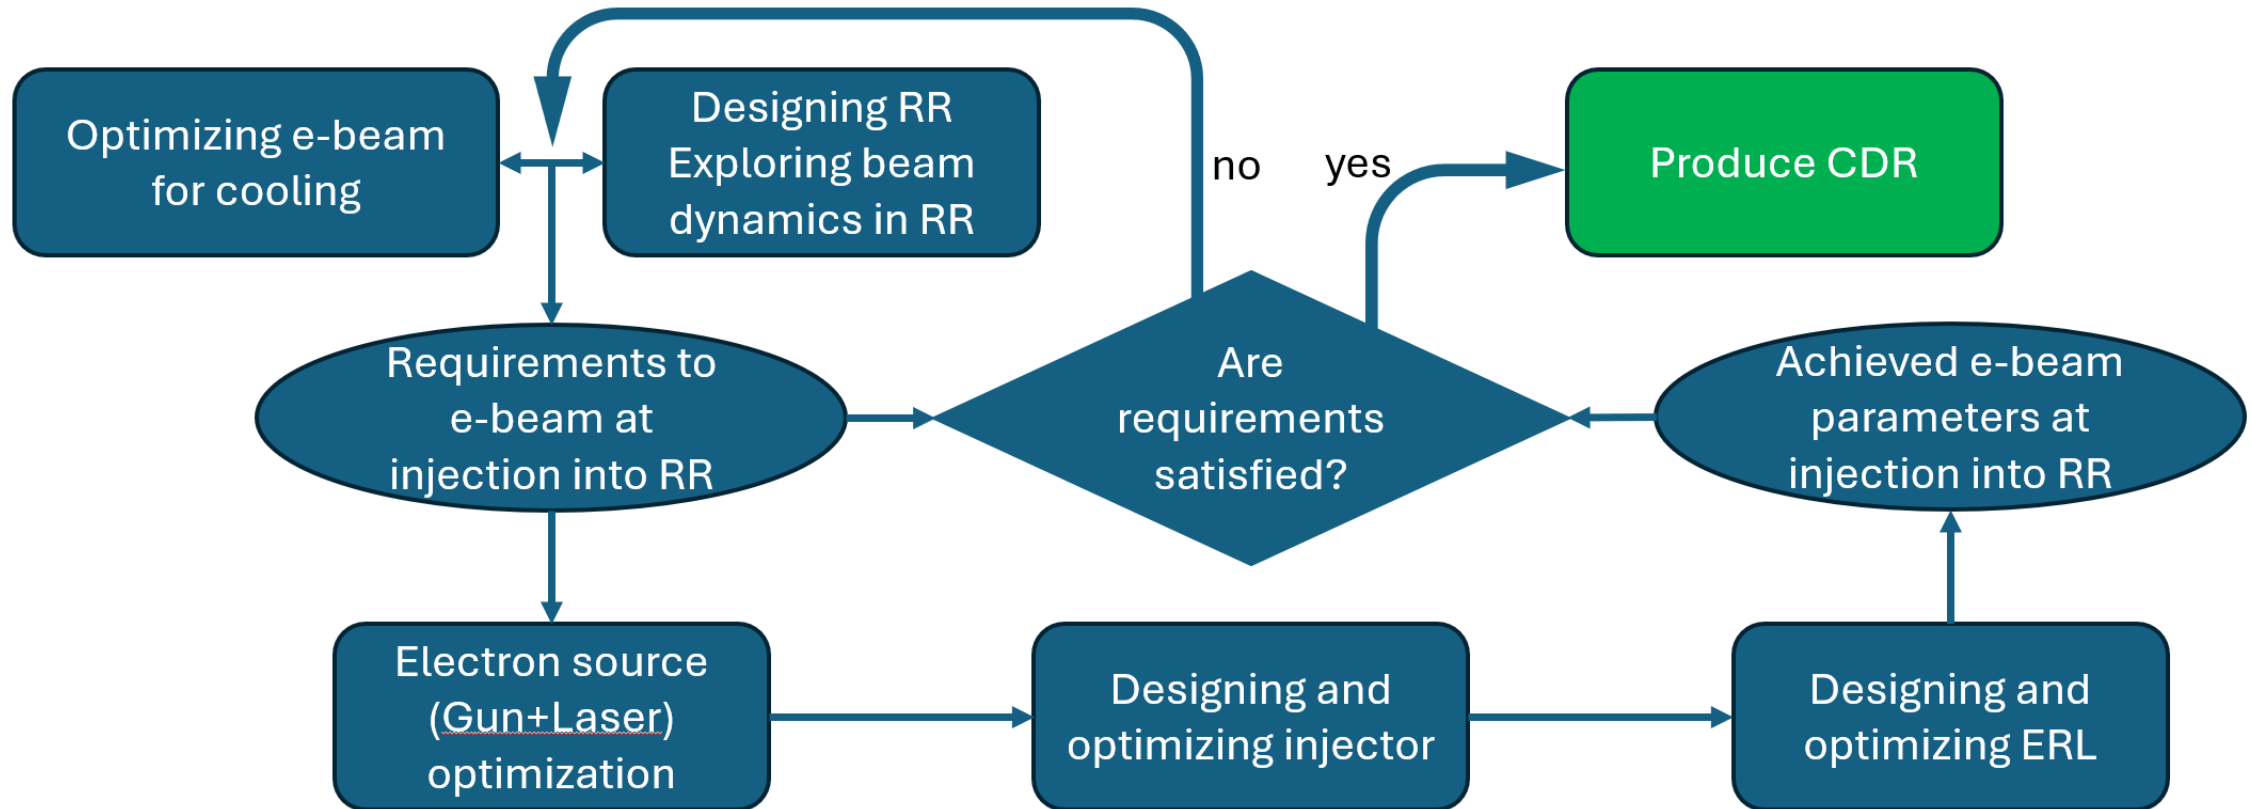 Optimizing e-beam
for cooling
Designing RR
Exploring beam
dynamics in RR
no
yes
Produce CDR
Requirements to
e-beam at
injection into RR
Are
requirements
satisfied?
Achieved e-beam
parameters at
injection into RR
Electron source
(Gun+Laser)
optimization
Designing and
optimizing injector
Designing and
optimizing ERL